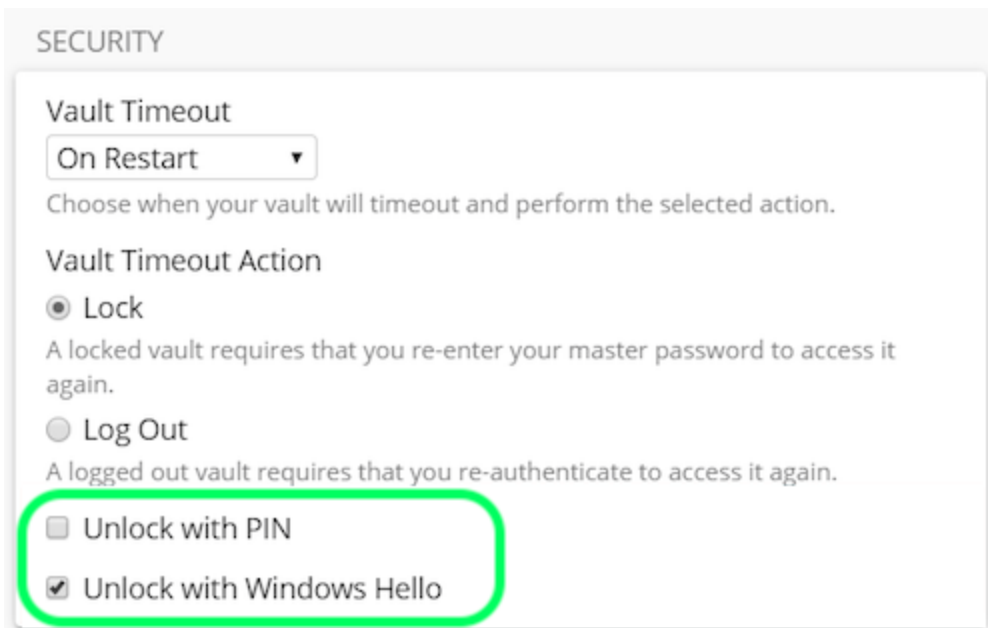 SECURITY
Vault Timeout
On Restart
Choose when your vault will timeout and perform the selected action.
Vault Timeout Action
Lock
A locked vault requires that you re-enter your master password to access it
again.
Log Out
A logged out vault requires that you re-authenticate to access it again.
Unlock with PIN
Unlock with Windows Hello